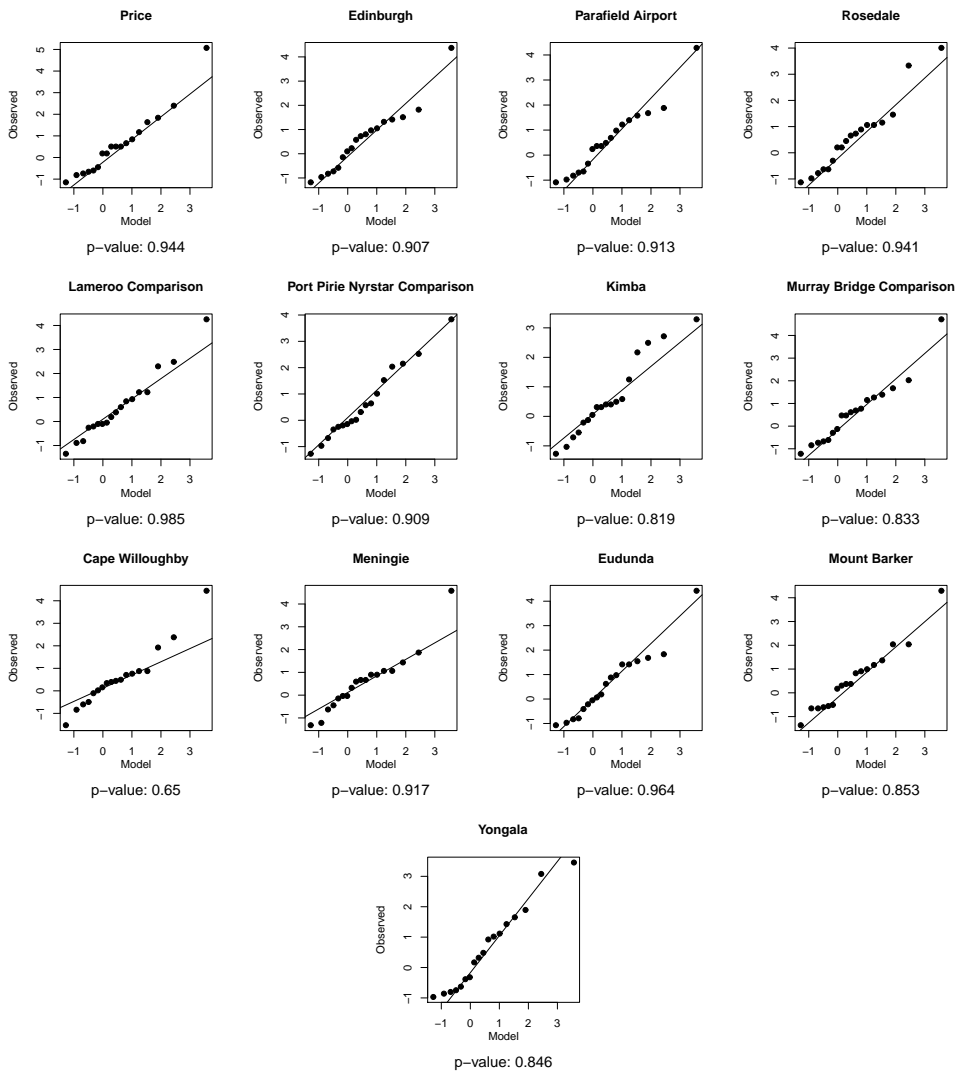 Price
Edinburgh
Parafield Airport
Rosedale
Observed
−1 0 1 2 3 4 5
−1 0 1 2 3
Model
p−value: 0.944
Observed
−1 0 1 2 3 4
−1 0 1 2 3
Model
p−value: 0.907
Observed
−1 0 1 2 3 4
−1 0 1 2 3
Model
p−value: 0.913
Observed
−1 0 1 2 3 4
−1 0 1 2 3
Model
p−value: 0.941
Lameroo Comparison
Port Pirie Nyrstar Comparison
Kimba
Murray Bridge Comparison
Observed
−1 0 1 2 3 4
−1 0 1 2 3
Model
p−value: 0.985
Observed
−1 0 1 2 3 4
−1 0 1 2 3
Model
p−value: 0.909
Observed
−1 0 1 2 3
−1 0 1 2 3
Model
p−value: 0.819
Observed
−1 0 1 2 3 4
−1 0 1 2 3
Model
p−value: 0.833
Cape Willoughby
Meningie
Eudunda
Mount Barker
Observed
−1 0 1 2 3 4
−1 0 1 2 3
Model
p−value: 0.65
Observed
−1 0 1 2 3 4
−1 0 1 2 3
Model
p−value: 0.917
Observed
−1 0 1 2 3 4
−1 0 1 2 3
Model
p−value: 0.964
Observed
−1 0 1 2 3 4
−1 0 1 2 3
Model
p−value: 0.853
Yongala
Observed
−1 0 1 2 3
−1 0 1 2 3
Model
p−value: 0.846